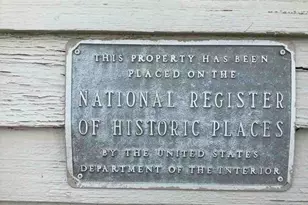 THIS PROPERTY HAS BEEN
PLACED ON THE
NATIONAL REGISTER
OF HISTORIC PLACES
BY THE UNITED STATES
DEPARTMENT OF THE INTERIOR